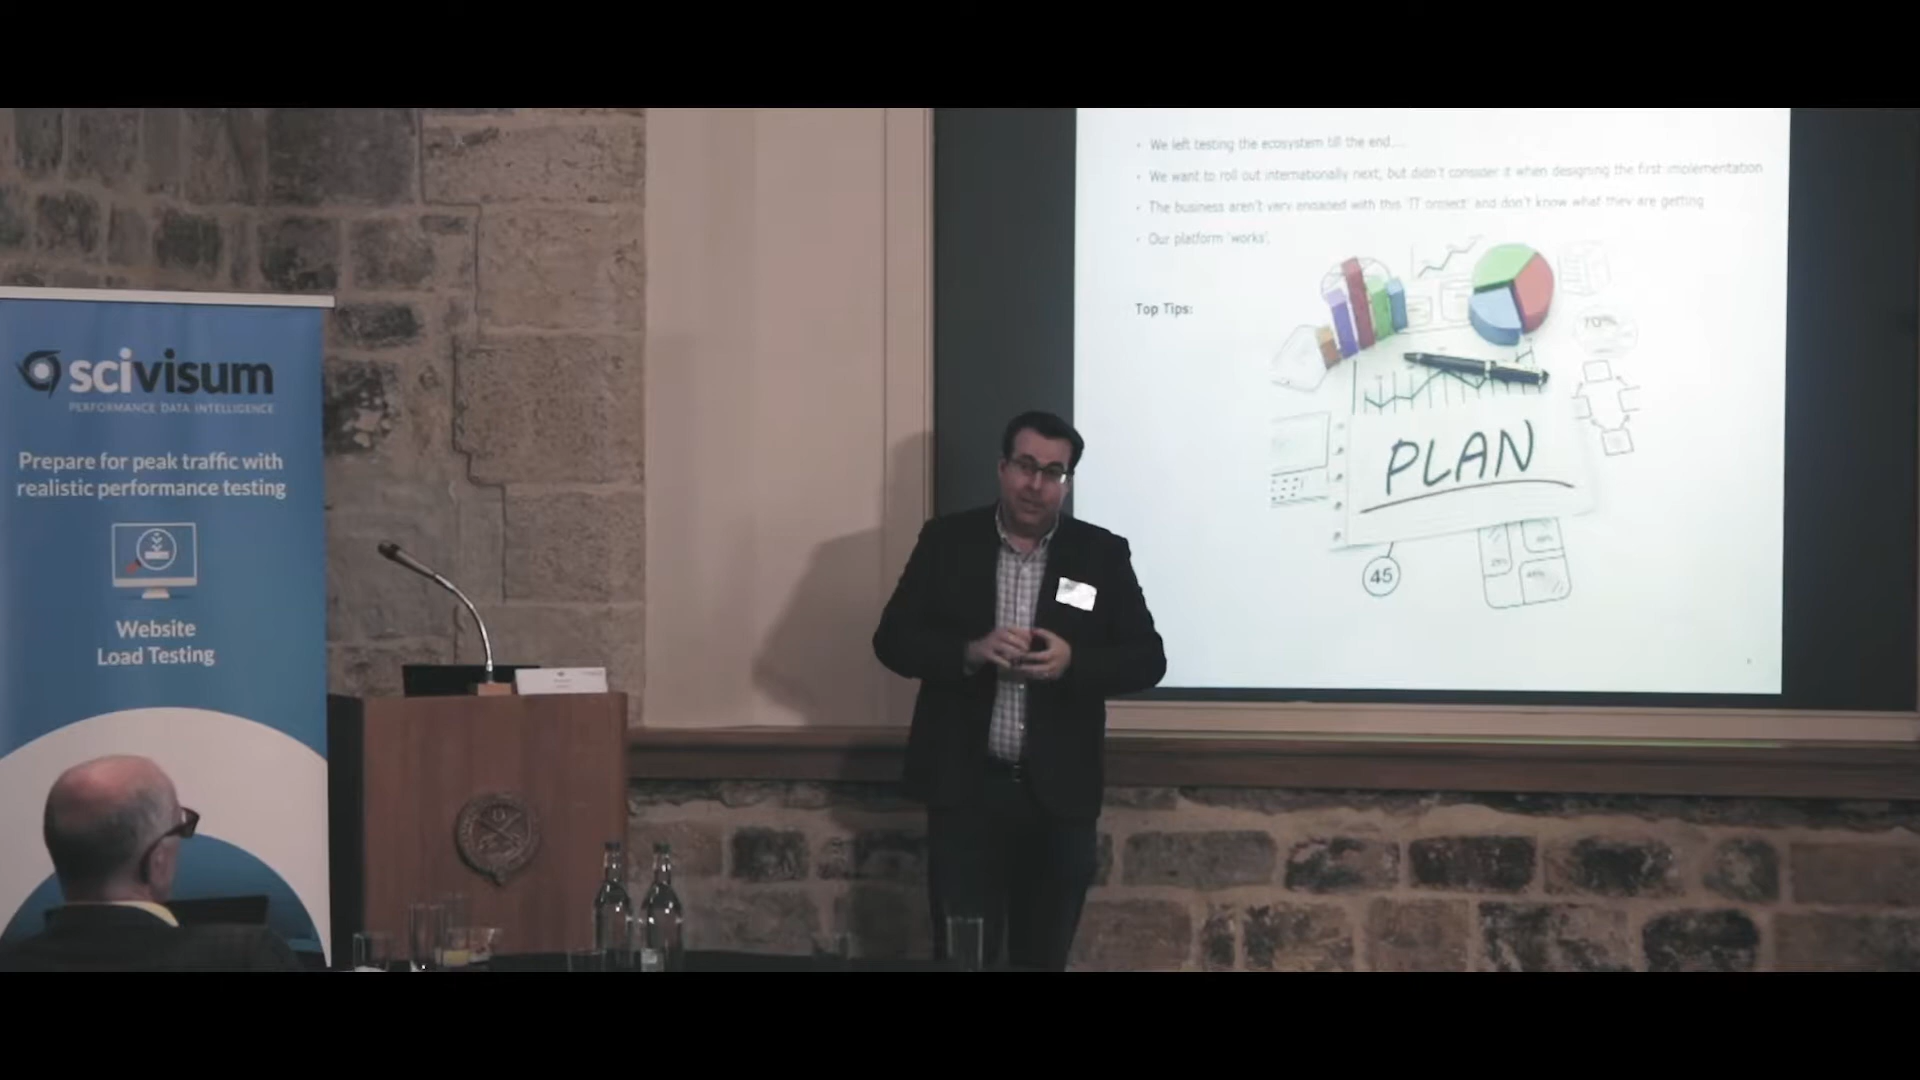 scivisum
PERFORMANCE DATA INTELLIGENCE
Prepare for peak traffic with
realistic performance testing
Website
Load Testing
• We left testing the ecosystem till the end....
• We want to roll out internationally next, but didn't consider it when designing the first implementation
• The business aren't very engaged with this 'IT project' and don't know what they are getting
• Our platform 'works'.
Top Tips:
70%
PLAN
45